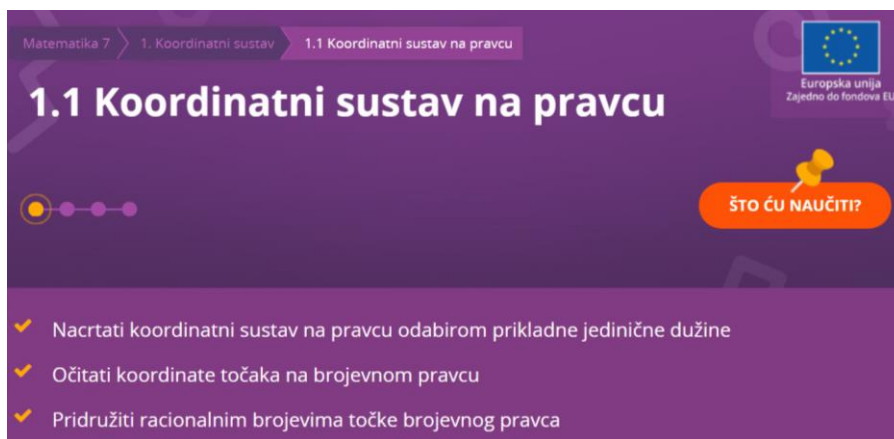 Matematika 7
1. Koordinatni sustav
1.1 Koordinatni sustav na pravcu
Europska unija
Zajedno do fondova EU
1.1 Koordinatni sustav na pravcu
ŠTO ĆU NAUČITI?
Nacrtati koordinatni sustav na pravcu odabirom prikladne jedinične dužine
Očitati koordinate točaka na brojevnom pravcu
Pridružiti racionalnim brojevima točke brojevnog pravca